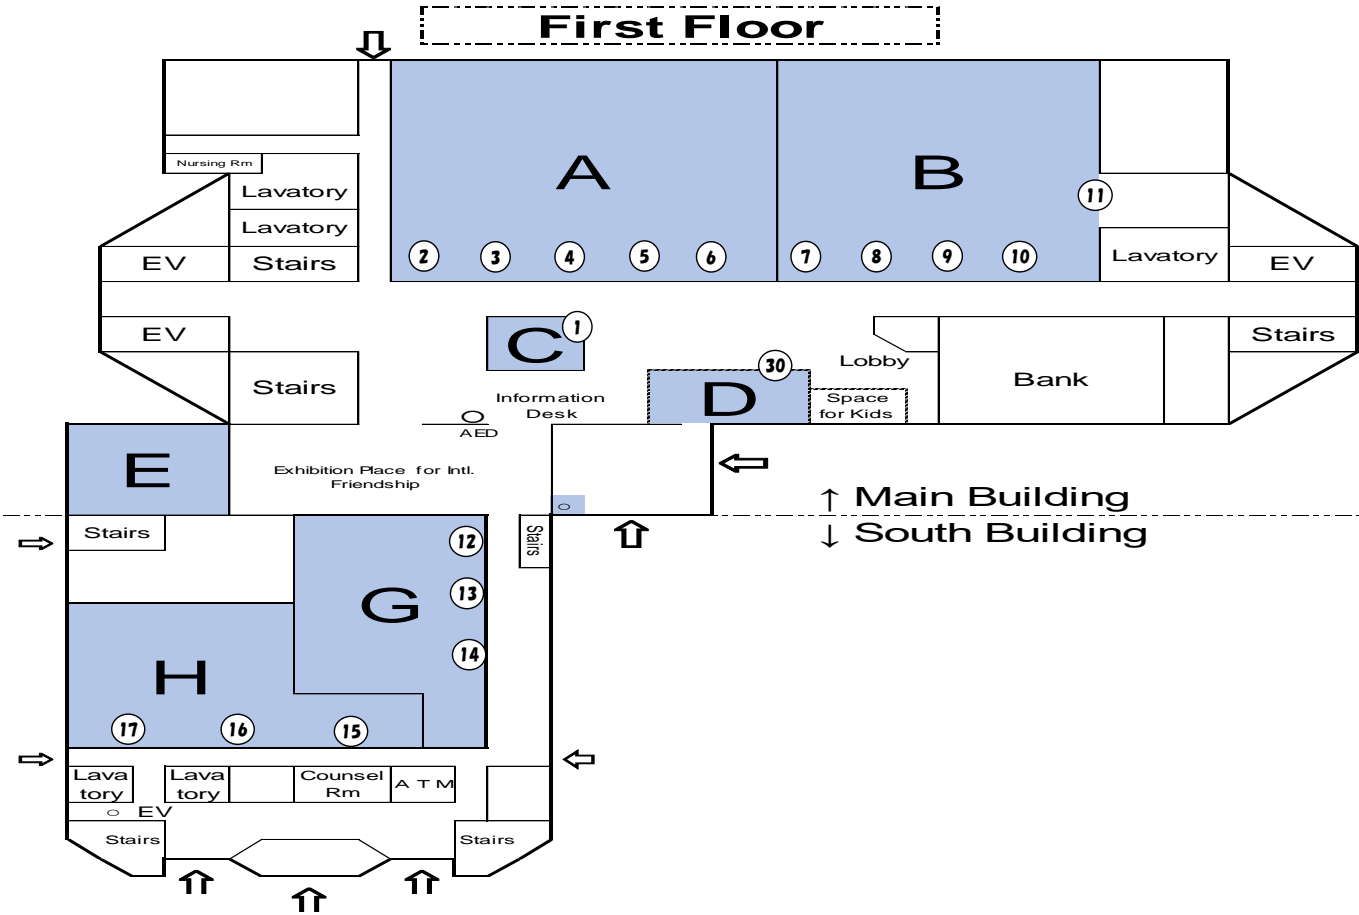 First Floor
Nursing Rm
Lavatory
Lavatory
EV
Stairs
A
B
11
2
3
4
5
6
7
8
9
10
Lavatory
EV
EV
Stairs
C
1
Information
Desk
AED
D
30
Space
for Kids
Lobby
Bank
Stairs
E
Exhibition Place for Intl.
Friendship
↑ Main Building
↓ South Building
Stairs
Stairs
G
12
13
14
H
17
16
15
Lava
tory
Lava
tory
Counsel
Rm
ATM
EV
Stairs
Stairs